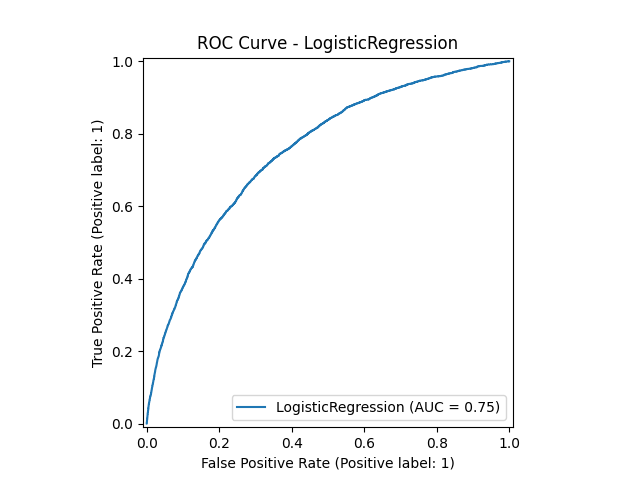 ROC Curve - LogisticRegression
True Positive Rate (Positive label: 1)
1.0
0.8
0.6
0.4
0.2
0.0
LogisticRegression (AUC = 0.75)
0.0 0.2 0.4 0.6 0.8 1.0
False Positive Rate (Positive label: 1)